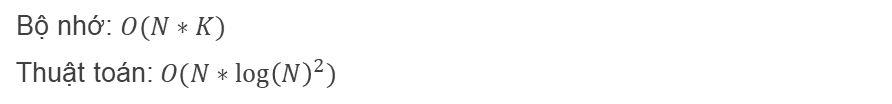 Bộ nhớ: 𝑂(𝑁 ∗ 𝐾)
Thuật toán: 𝑂(𝑁 ∗ log(𝑁)²)